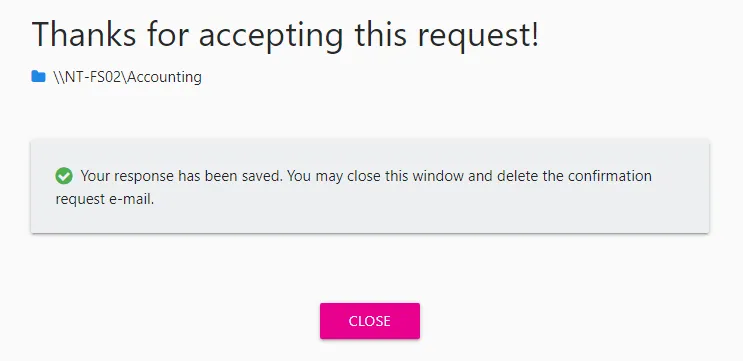 Thanks for accepting this request!
\\NT-FS02\Accounting
Your response has been saved. You may close this window and delete the confirmation
request e-mail.
CLOSE